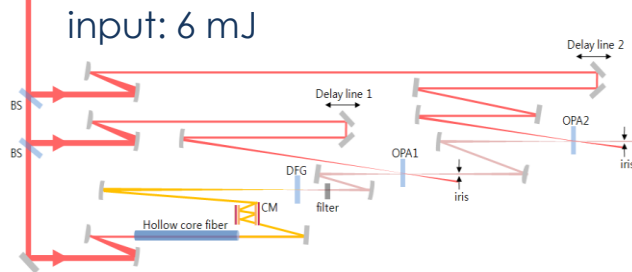 input: 6 mJ
Delay line 2
BS
Delay line 1
OPA2
BS
OPA1
iris
DFG
iris
filter
CM
Hollow core fiber